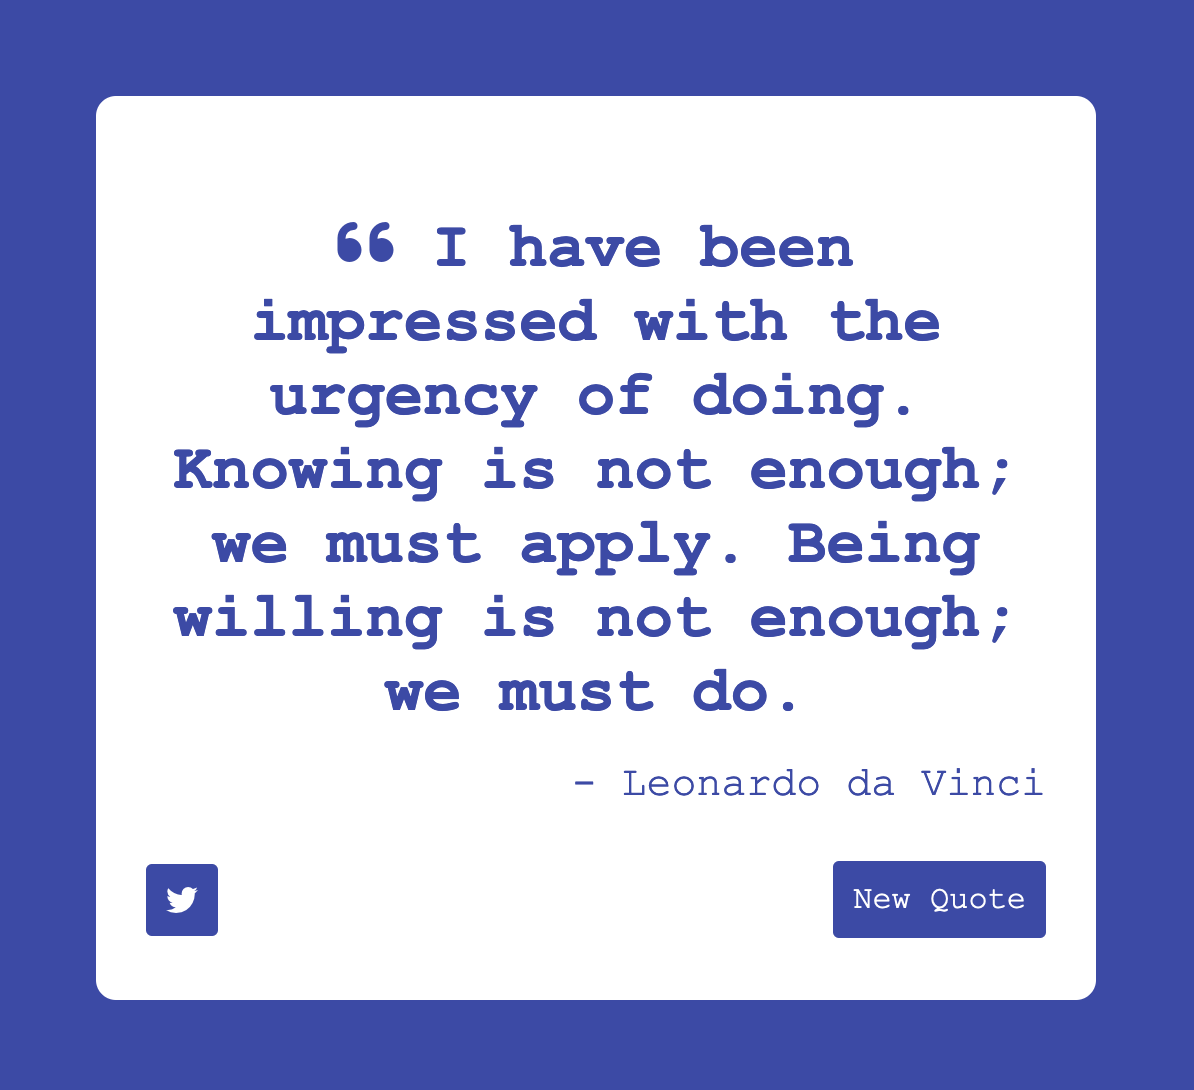 “ I have been
impressed with the
urgency of doing.
Knowing is not enough;
we must apply. Being
willing is not enough;
we must do.
- Leonardo da Vinci
New Quote